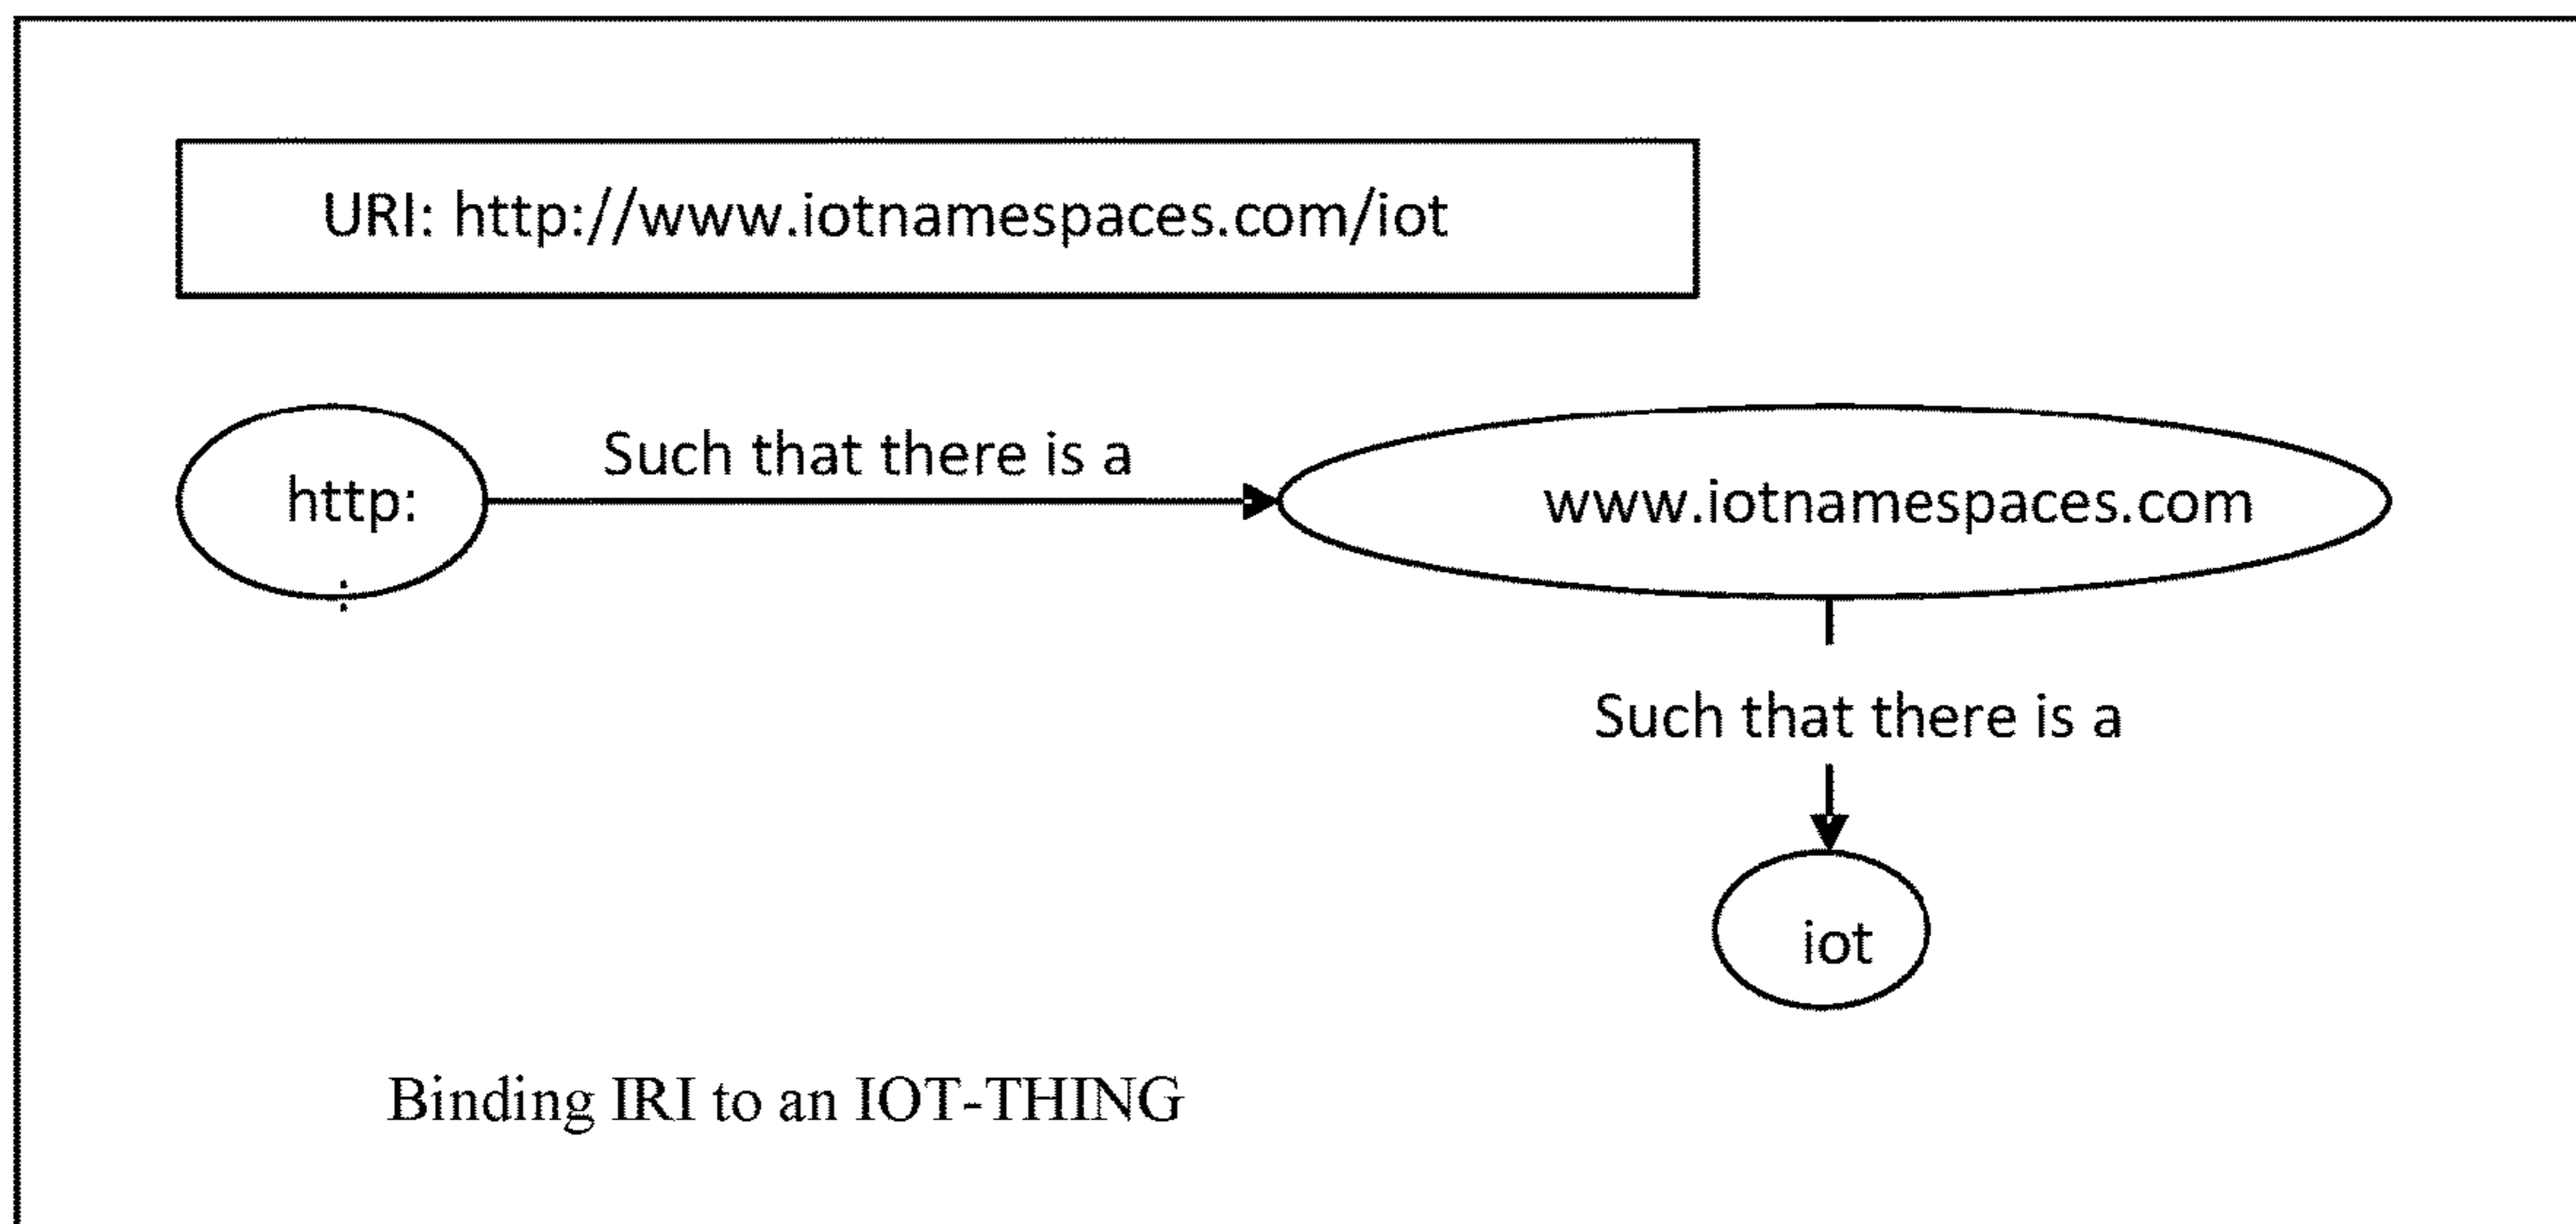 URI: http://www.iotnamespaces.com/iot
Such that there is a
http:
www.iotnamespaces.com
:
Such that there is a
iot
Binding IRI to an IOT-THING